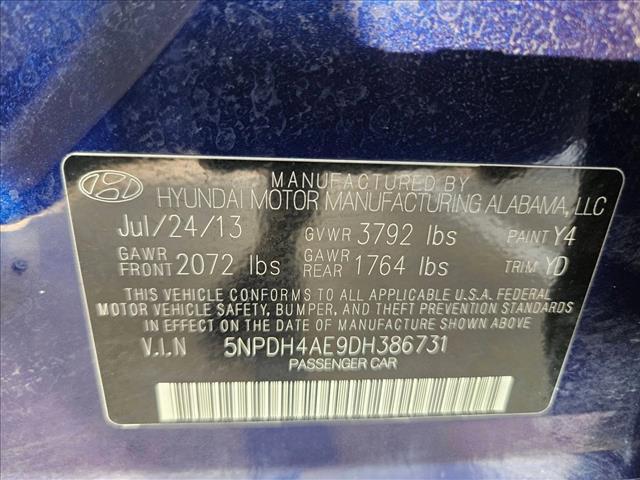 MANUFACTURED BY
HYUNDAI MOTOR MANUFACTURING ALABAMA, LLC
Jul/24/13 GVWR 3792 lbs PAINT Y4
GAWR FRONT 2072 lbs GAWR REAR 1764 lbs TRIM YD
THIS VEHICLE CONFORMS TO ALL APPLICABLE U.S.A. FEDERAL
MOTOR VEHICLE SAFETY, BUMPER, AND THEFT PREVENTION STANDARDS
IN EFFECT ON THE DATE OF MANUFACTURE SHOWN ABOVE.
V.I.N 5NPDH4AE9DH386731
PASSENGER CAR